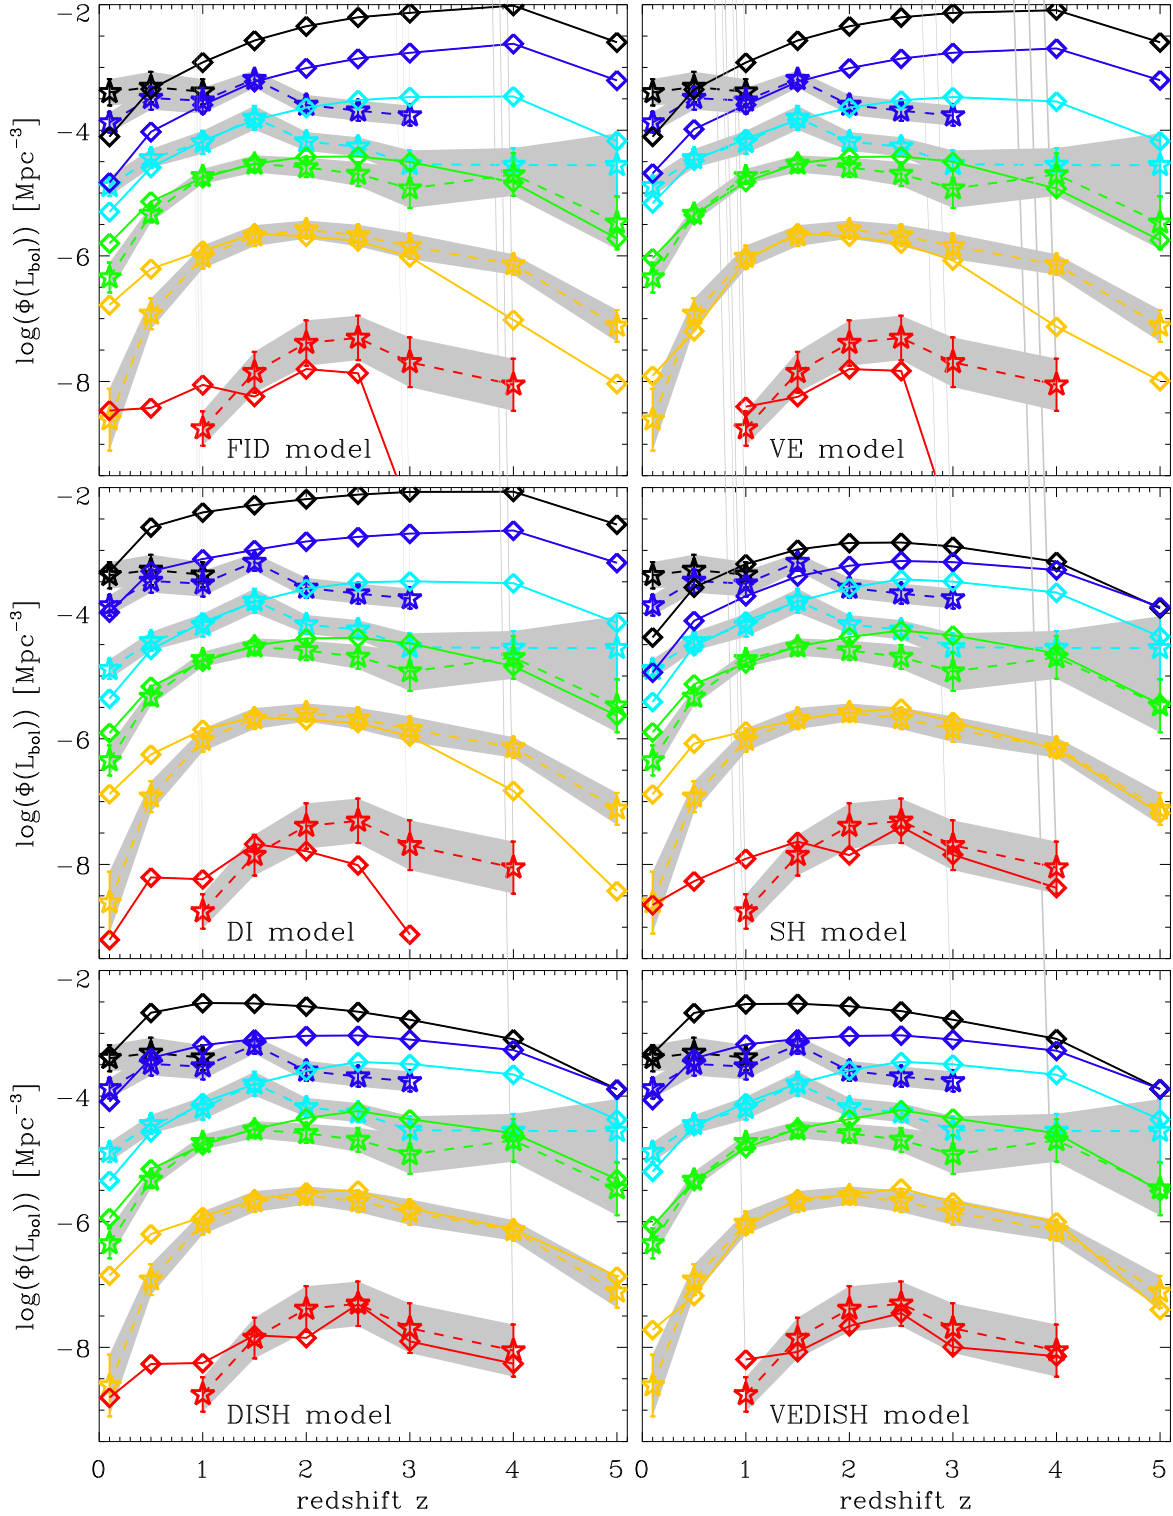 −2
−4
−6
−8
log(Φ(L_bol)) [Mpc^−3]
FID model
VE model
−2
−4
−6
−8
log(Φ(L_bol)) [Mpc^−3]
DI model
SH model
−2
−4
−6
−8
log(Φ(L_bol)) [Mpc^−3]
DISH model
VEDISH model
0 1 2 3 4 5
0 1 2 3 4 5
redshift z
redshift z